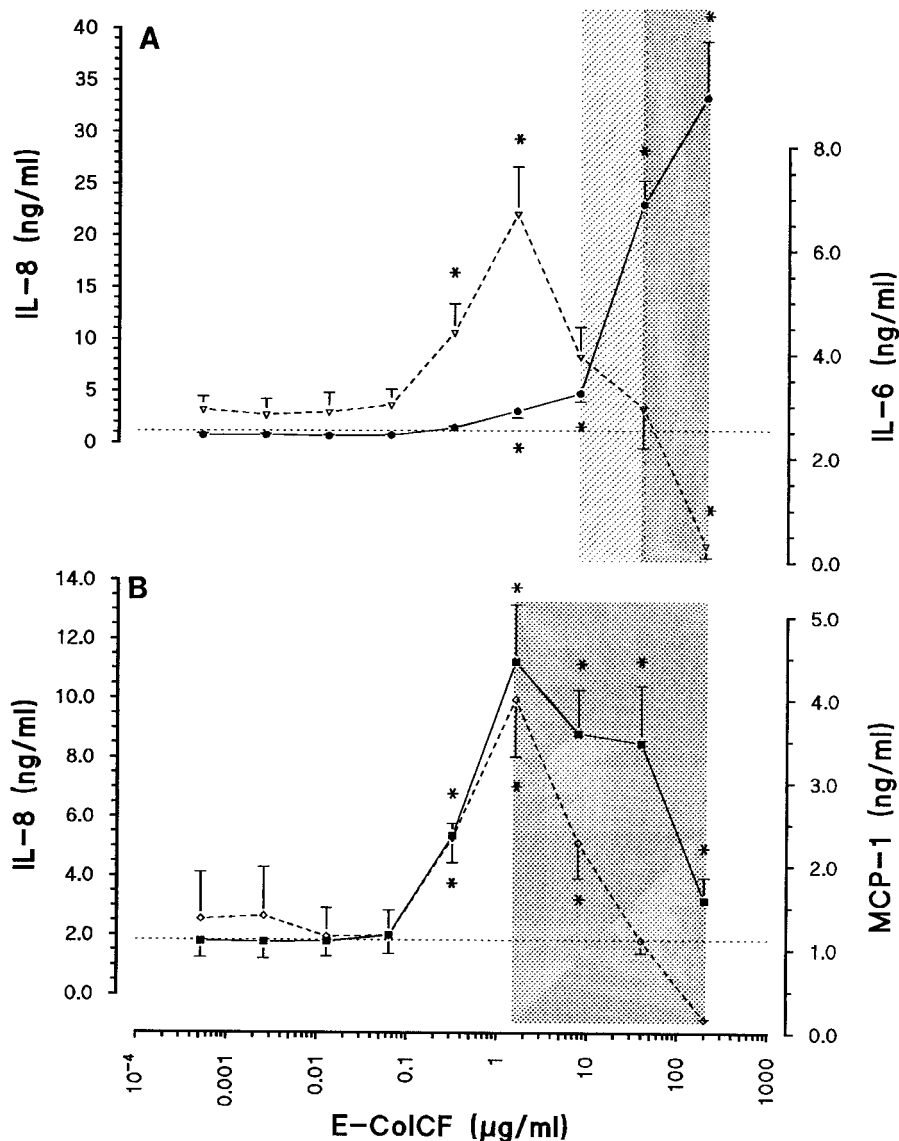 A
40
35
30
25
20
15
10
5
0
IL-8 (ng/ml)
8.0
6.0
4.0
2.0
0.0
IL-6 (ng/ml)
* * * * * * * *
B
14.0
12.0
10.0
8.0
6.0
4.0
2.0
0.0
IL-8 (ng/ml)
5.0
4.0
3.0
2.0
1.0
0.0
MCP-1 (ng/ml)
* * * * * * * *
10⁻⁴ 0.001 0.01 0.1 1 10 100 1000
E-ColCF (µg/ml)